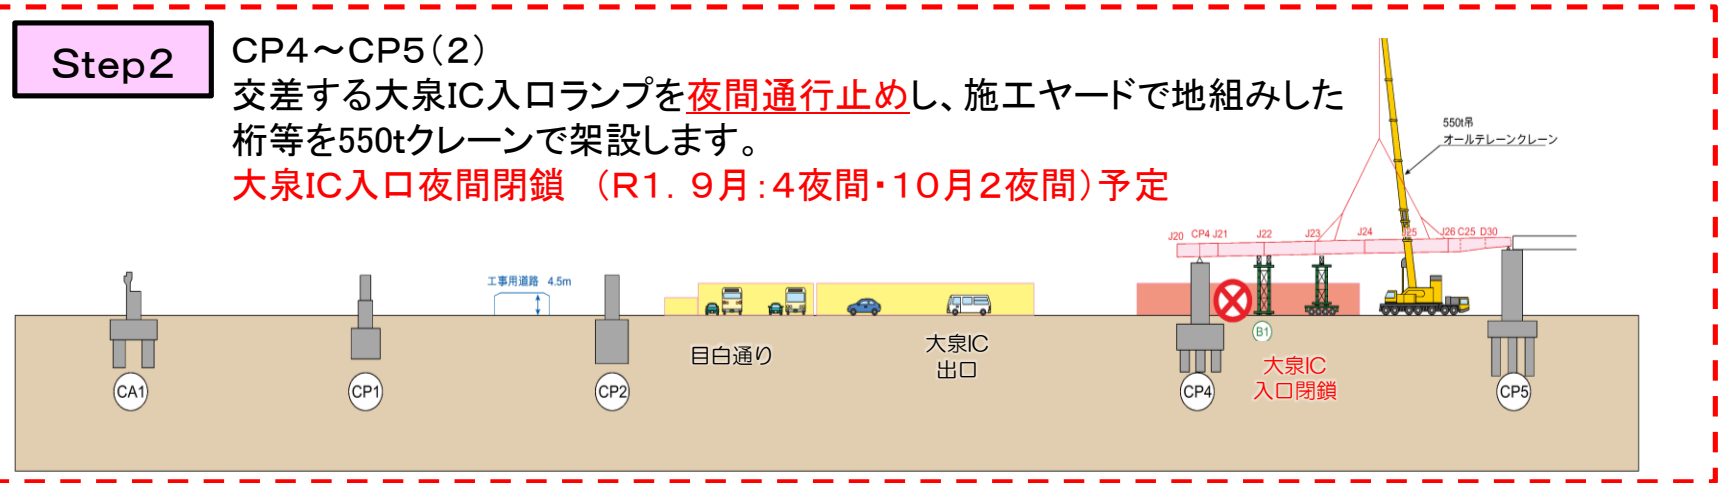 Step2
CP4～CP5(2)
交差する大泉IC入口ランプを夜間通行止めし、施工ヤードで地組みした
桁等を550tクレーンで架設します。
大泉IC入口夜間閉鎖 （R1．9月：4夜間・10月2夜間）予定
550t吊
オールテレーンクレーン
J20 CP4 J21 J22 J23 J24 J25 J26 C25 D30
工事用道路 4.5m
B1
目白通り
大泉IC
出口
大泉IC
入口閉鎖
CA1
CP1
CP2
CP4
CP5